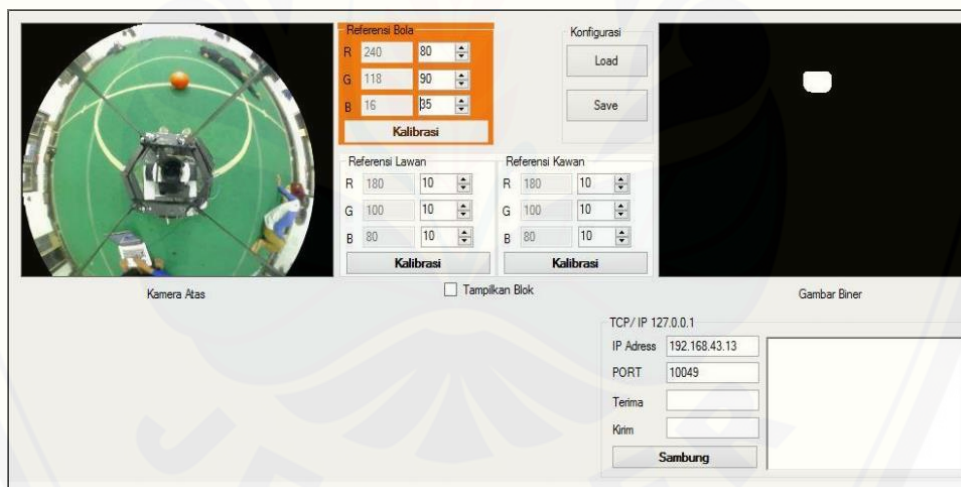 Referensi Bola
R 240 80
G 118 90
B 16 35
Kalibrasi
Konfigurasi
Load
Save
Referensi Lawan
R 180 10
G 100 10
B 80 10
Kalibrasi
Referensi Kawan
R 180 10
G 100 10
B 80 10
Kalibrasi
Kamera Atas
Tampilkan Blok
Gambar Biner
TCP/ IP 127.0.0.1
IP Adress 192.168.43.13
PORT 10049
Terima
Kirim
Sambung